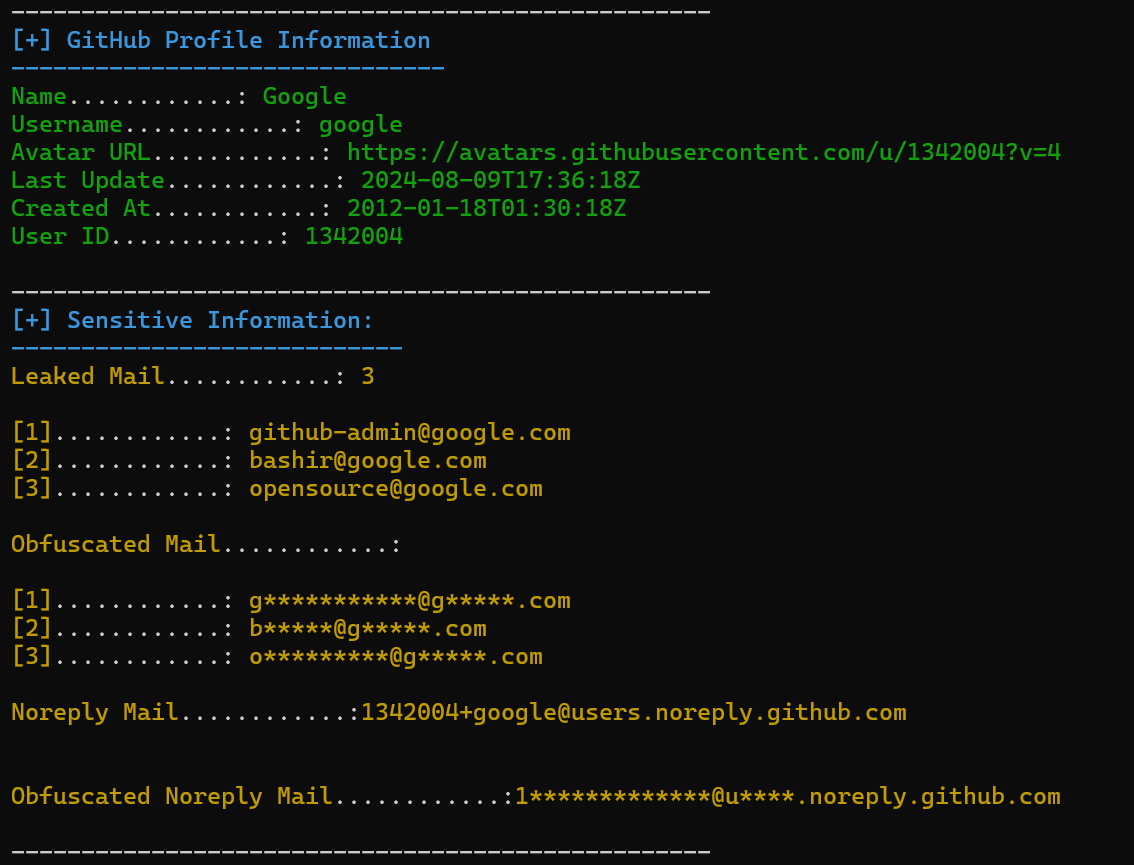 --------------------------------------------------
[+] GitHub Profile Information
-------------------------------
Name............: Google
Username............: google
Avatar URL............: https://avatars.githubusercontent.com/u/1342004?v=4
Last Update............: 2024-08-09T17:36:18Z
Created At............: 2012-01-18T01:30:18Z
User ID............: 1342004
--------------------------------------------------
[+] Sensitive Information:
----------------------------
Leaked Mail............: 3
[1]............: github-admin@google.com
[2]............: bashir@google.com
[3]............: opensource@google.com
Obfuscated Mail............:
[1]............: g***********@g*****.com
[2]............: b*****@g*****.com
[3]............: o*********@g*****.com
Noreply Mail............:1342004+google@users.noreply.github.com
Obfuscated Noreply Mail............:1*************@u****.noreply.github.com
--------------------------------------------------